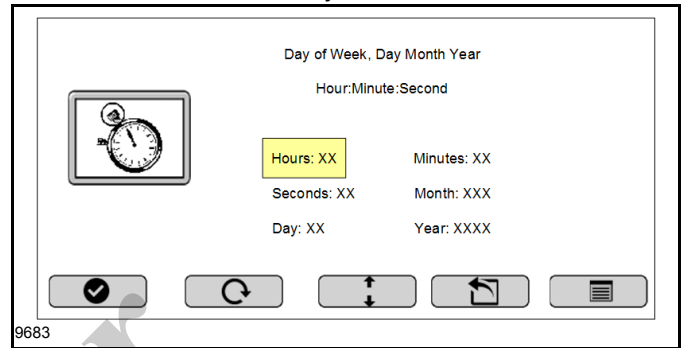 Day of Week, Day Month Year
Hour:Minute:Second
Hours: XX Minutes: XX
Seconds: XX Month: XXX
Day: XX Year: XXXX
9683